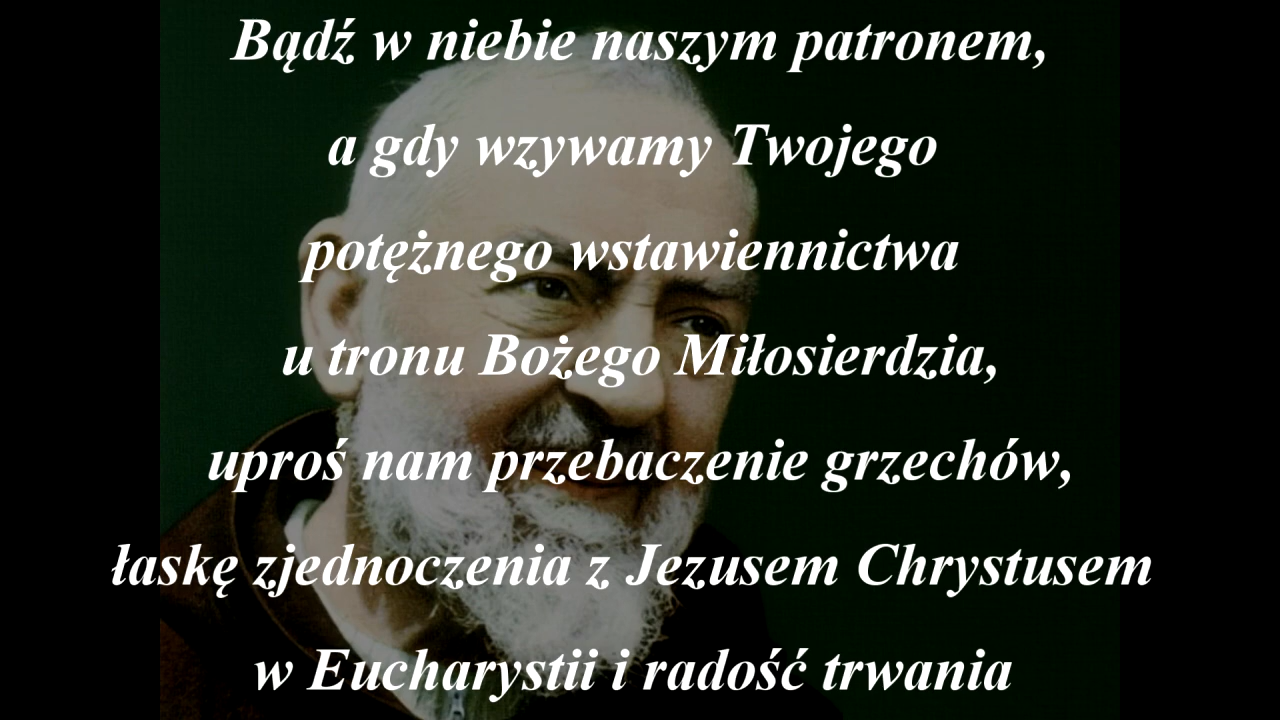 Bądź w niebie naszym patronem,
a gdy wzywamy Twojego
potężnego wstawiennictwa
u tronu Bożego Miłosierdzia,
uproś nam przebaczenie grzechów,
łaskę zjednoczenia z Jezusem Chrystusem
w Eucharystii i radość trwania